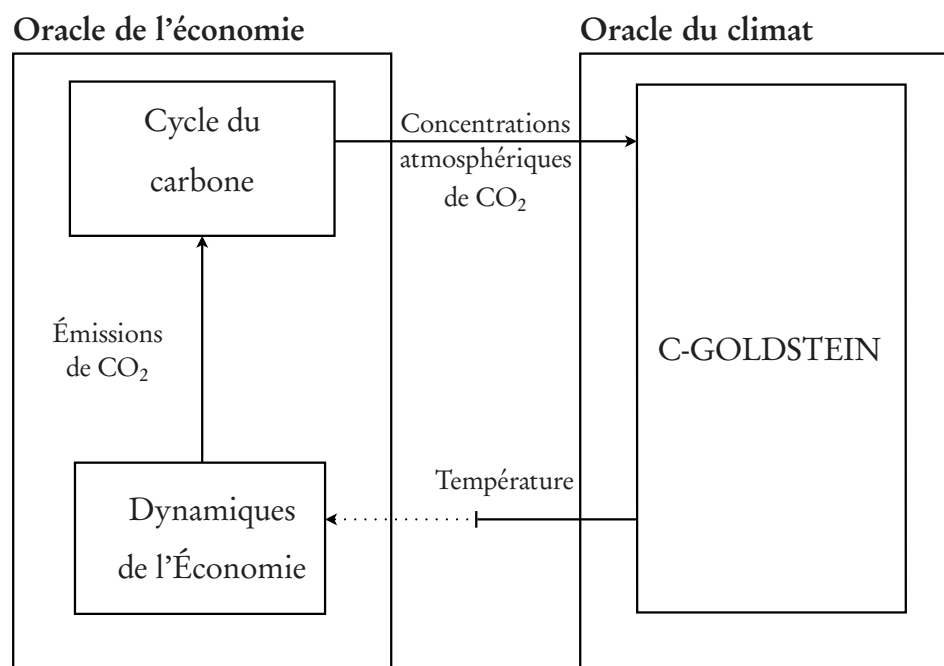 Oracle de l'économie
Oracle du climat
Cycle du
carbone
Concentrations
atmosphériques
de CO₂
Émissions
de CO₂
C-GOLDSTEIN
Température
Dynamiques
de l'Économie